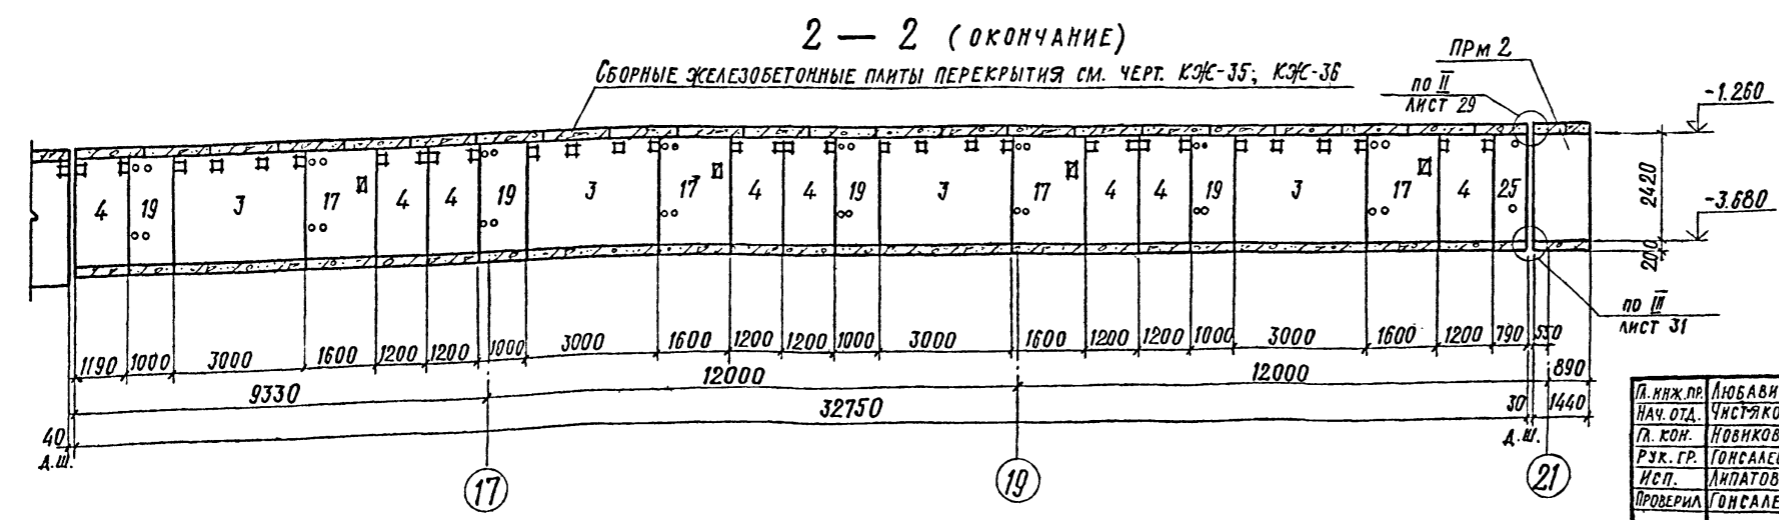 2 — 2 (ОКОНЧАНИЕ)
СБОРНЫЕ ЖЕЛЕЗОБЕТОННЫЕ ПЛИТЫ ПЕРЕКРЫТИЯ СМ. ЧЕРТ. КЖ-35; КЖ-36
ПРм 2
ПО II
ЛИСТ 29
-1.260
4 19 3 17 4 4 19 3 17 4 4 19 3 17 4 4 19 3 17 4 25
2420
-3.680
200
ПО III
ЛИСТ 31
1190 1000 3000 1600 1200 1200 1000 3000 1600 1200 1200 1000 3000 1600 1200 1200 1000 3000 1600 1200 790 550
9330 12000 12000 890
40 32750 30 1440
Д.Ш. Д.Ш.
17 19 21
ГЛ. ИНЖ. ПР. ЛЮБАВИ
НАЧ. ОТД. ЧИСТЯКО
ГЛ. КОН. НОВИКОВ
РУК. ГР. ГОНСАЛЕ
ИСП. ЛИПАТОВ
ПРОВЕРИЛ ГОНСАЛЕ